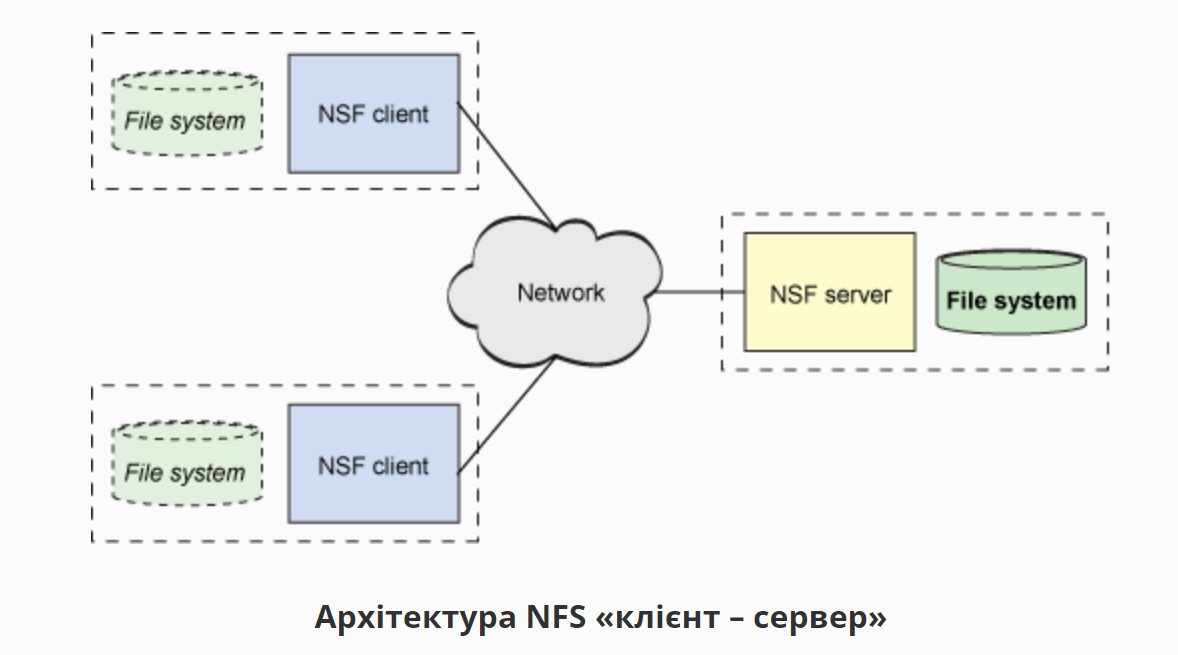 File system
NSF client
Network
NSF server
File system
File system
NSF client
Архітектура NFS «клієнт – сервер»